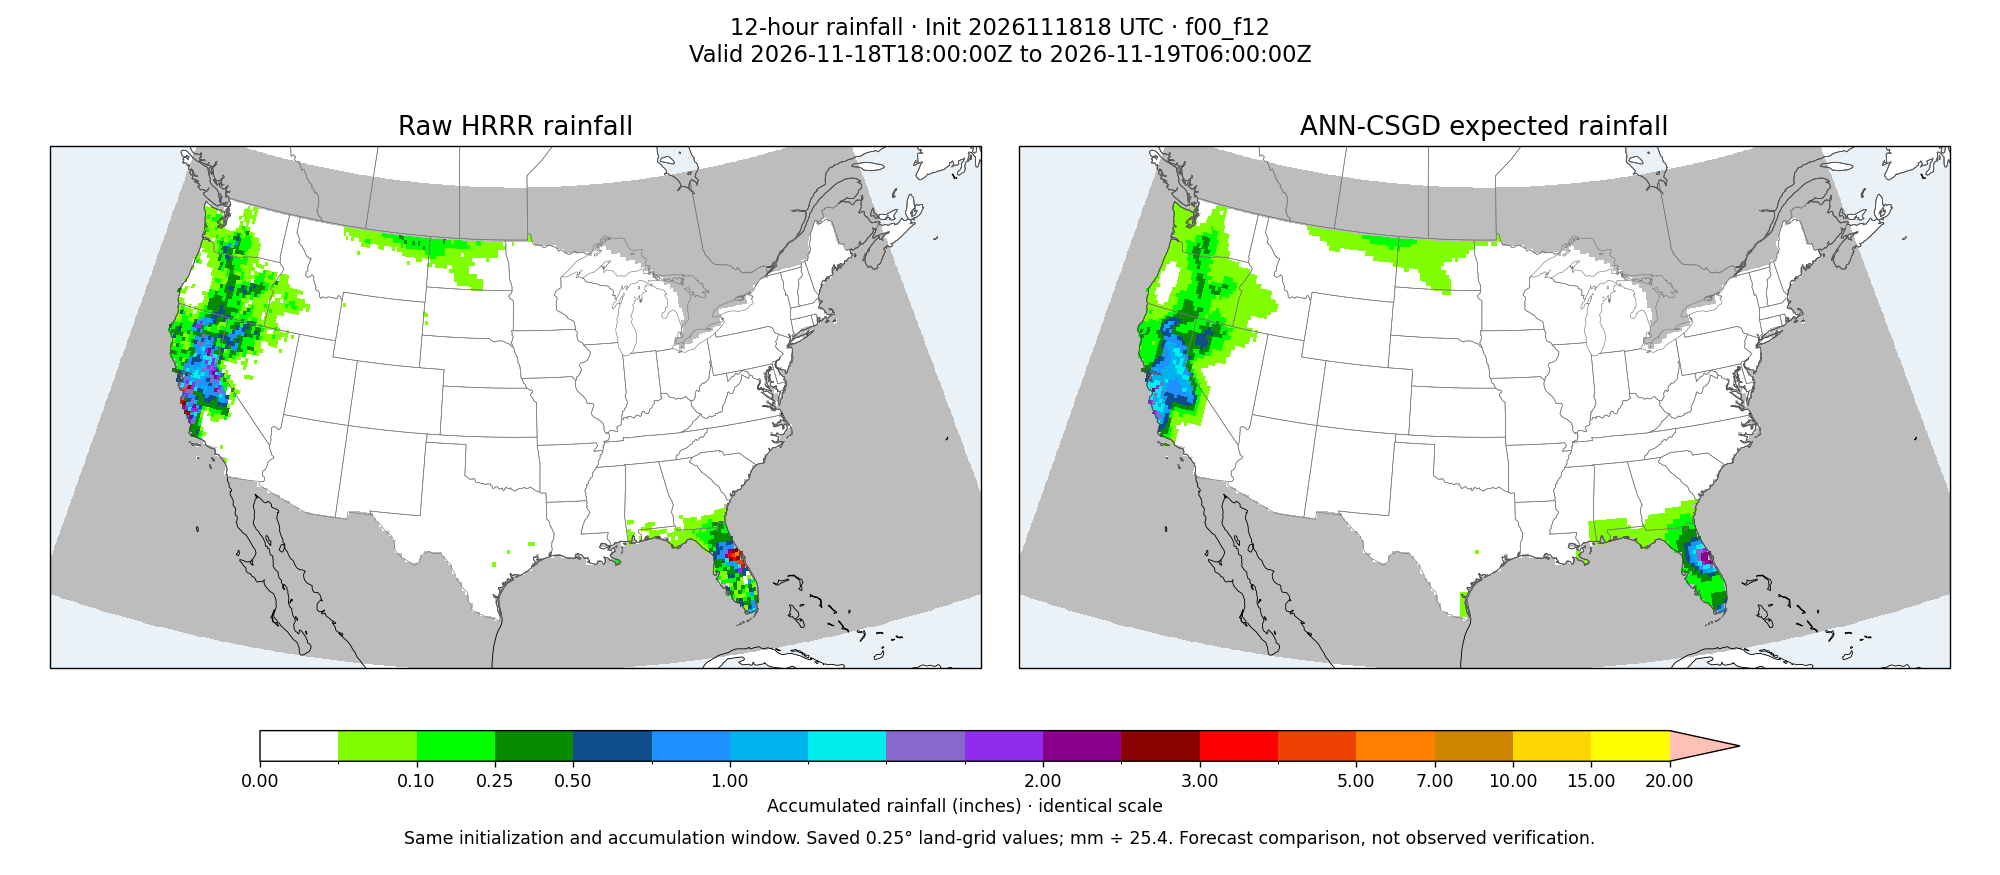 12-hour rainfall · Init 2026111818 UTC · f00_f12
Valid 2026-11-18T18:00:00Z to 2026-11-19T06:00:00Z
Raw HRRR rainfall
ANN-CSGD expected rainfall
0.00 0.10 0.25 0.50 1.00 2.00 3.00 5.00 7.00 10.00 15.00 20.00
Accumulated rainfall (inches) · identical scale
Same initialization and accumulation window. Saved 0.25° land-grid values; mm ÷ 25.4. Forecast comparison, not observed verification.